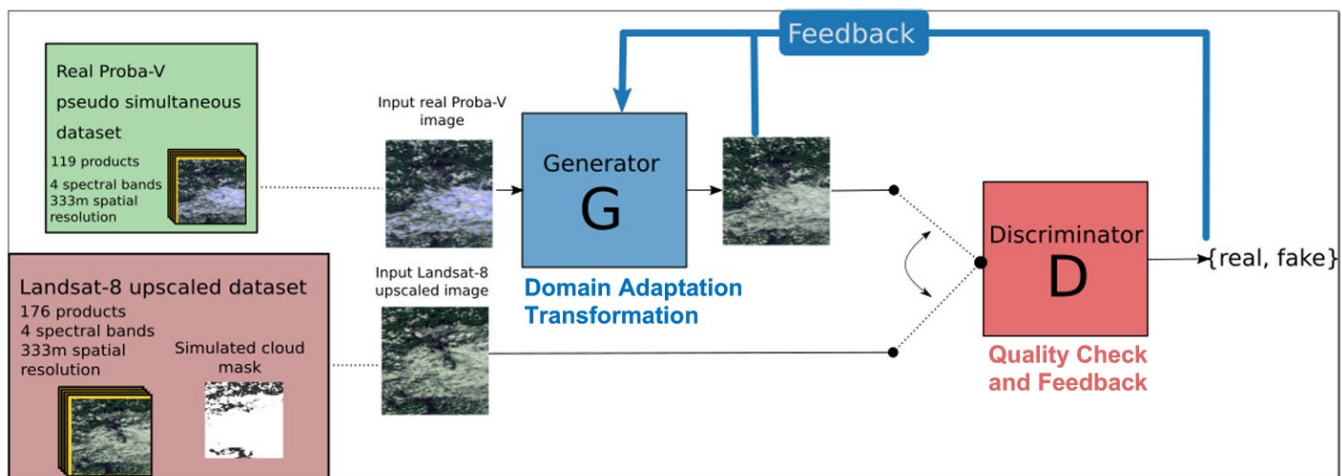 Feedback
Real Proba-V
pseudo simultaneous
dataset
119 products
4 spectral bands
333m spatial
resolution
Input real Proba-V
image
Generator
G
Domain Adaptation
Transformation
Landsat-8 upscaled dataset
176 products
4 spectral bands
333m spatial
resolution
Simulated cloud
mask
Input Landsat-8
upscaled image
Discriminator
D
{real, fake}
Quality Check
and Feedback